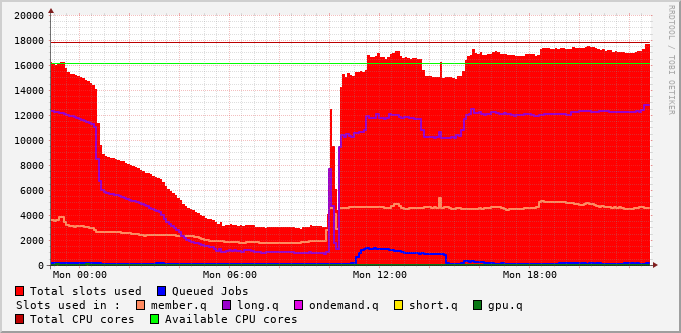 20000
18000
16000
14000
12000
10000
8000
6000
4000
2000
0
Mon 00:00 Mon 06:00 Mon 12:00 Mon 18:00
RRDTOOL / TOBI OETIKER
Total slots used Queued Jobs
Slots used in : member.q long.q ondemand.q short.q gpu.q
Total CPU cores Available CPU cores